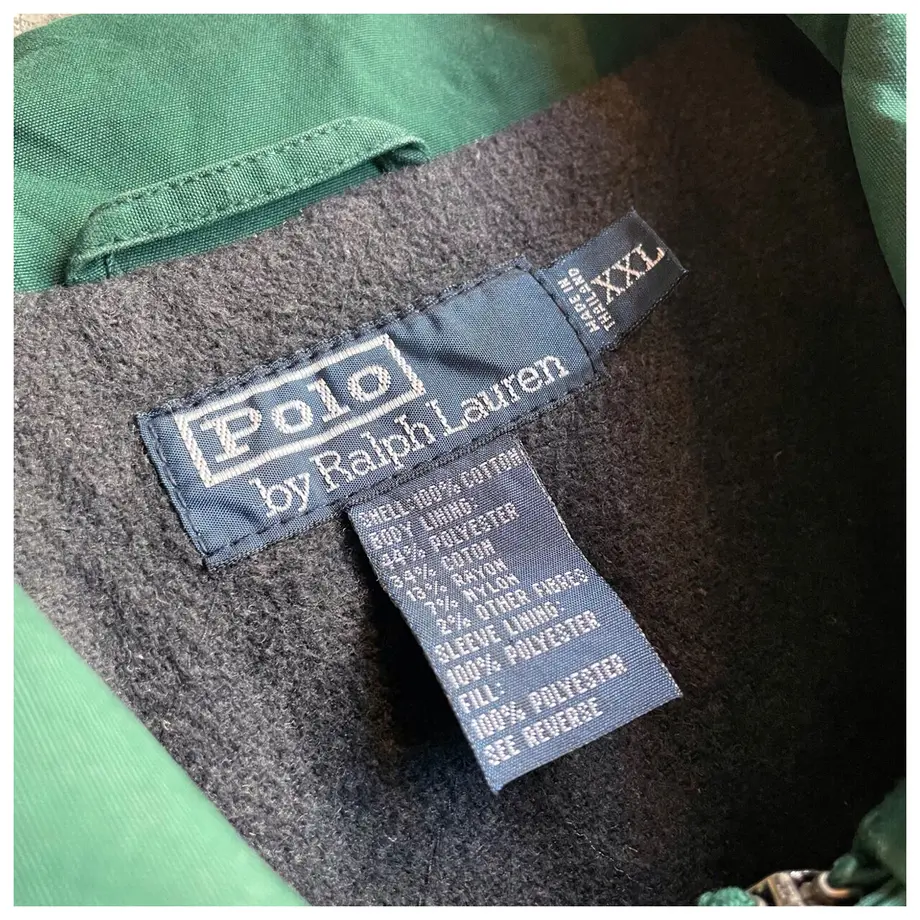 Polo
by Ralph Lauren
XXL
MADE IN
THAILAND
SHELL:100% COTTON
BODY LINING:
44% POLYESTER
34% COTON
13% RAYON
7% NYLON
2% OTHER FIBRES
SLEEVE LINING:
100% POLYESTER
FILL:
100% POLYESTER
SEE REVERSE